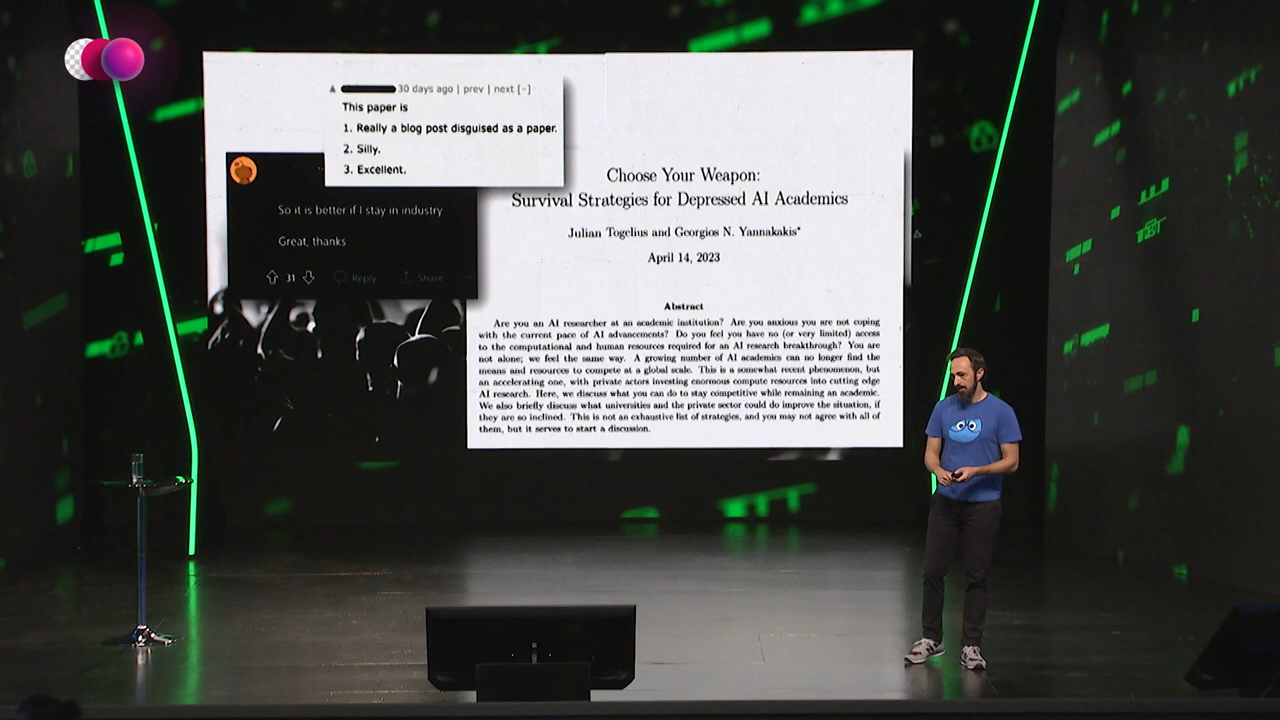 30 days ago | prev | next [-]
This paper is
1. Really a blog post disguised as a paper.
2. Silly.
3. Excellent.
So it is better if I stay in industry
Great, thanks
31
Reply
Share
Choose Your Weapon:
Survival Strategies for Depressed AI Academics
Julian Togelius and Georgios N. Yannakakis*
April 14, 2023
Abstract
Are you an AI researcher at an academic institution? Are you anxious you are not coping
with the current pace of AI advancements? Do you feel you have no (or very limited) access
to the computational and human resources required for an AI research breakthrough? You are
not alone; we feel the same way. A growing number of AI academics can no longer find the
means and resources to compete at a global scale. This is a somewhat recent phenomenon, but
an accelerating one, with private actors investing enormous compute resources into cutting edge
AI research. Here, we discuss what you can do to stay competitive while remaining an academic.
We also briefly discuss what universities and the private sector could do improve the situation, if
they are so inclined. This is not an exhaustive list of strategies, and you may not agree with all of
them, but it serves to start a discussion.